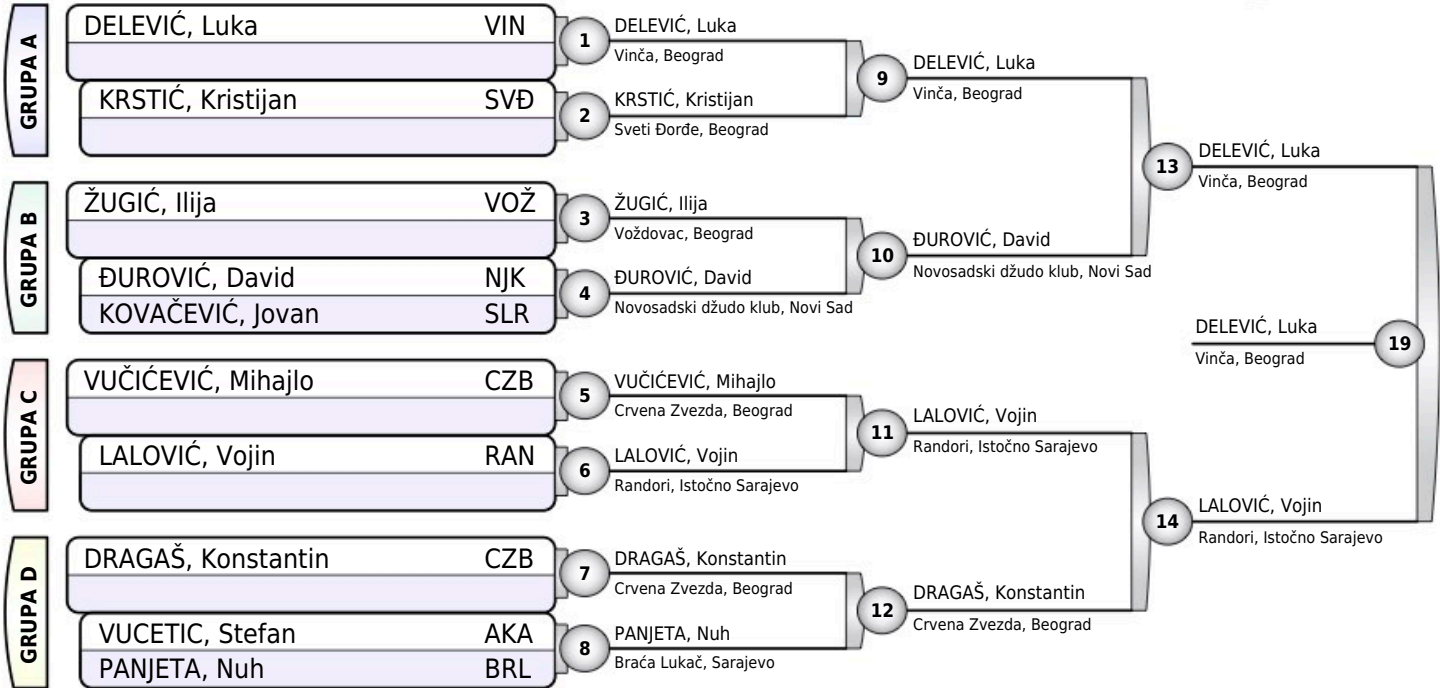 GRUPA A
DELEVIĆ, Luka VIN
KRSTIĆ, Kristijan SVĐ
GRUPA B
ŽUGIĆ, Ilija VOŽ
ĐUROVIĆ, David NJK
KOVAČEVIĆ, Jovan SLR
GRUPA C
VUČIĆEVIĆ, Mihajlo CZB
LALOVIĆ, Vojin RAN
GRUPA D
DRAGAŠ, Konstantin CZB
VUCETIC, Stefan AKA
PANJETA, Nuh BRL
1
DELEVIĆ, Luka
Vinča, Beograd
2
KRSTIĆ, Kristijan
Sveti Đorđe, Beograd
3
ŽUGIĆ, Ilija
Voždovac, Beograd
4
ĐUROVIĆ, David
Novosadski džudo klub, Novi Sad
5
VUČIĆEVIĆ, Mihajlo
Crvena Zvezda, Beograd
6
LALOVIĆ, Vojin
Randori, Istočno Sarajevo
7
DRAGAŠ, Konstantin
Crvena Zvezda, Beograd
8
PANJETA, Nuh
Braća Lukač, Sarajevo
9
DELEVIĆ, Luka
Vinča, Beograd
10
ĐUROVIĆ, David
Novosadski džudo klub, Novi Sad
11
LALOVIĆ, Vojin
Randori, Istočno Sarajevo
12
DRAGAŠ, Konstantin
Crvena Zvezda, Beograd
13
DELEVIĆ, Luka
Vinča, Beograd
14
LALOVIĆ, Vojin
Randori, Istočno Sarajevo
DELEVIĆ, Luka
Vinča, Beograd
19